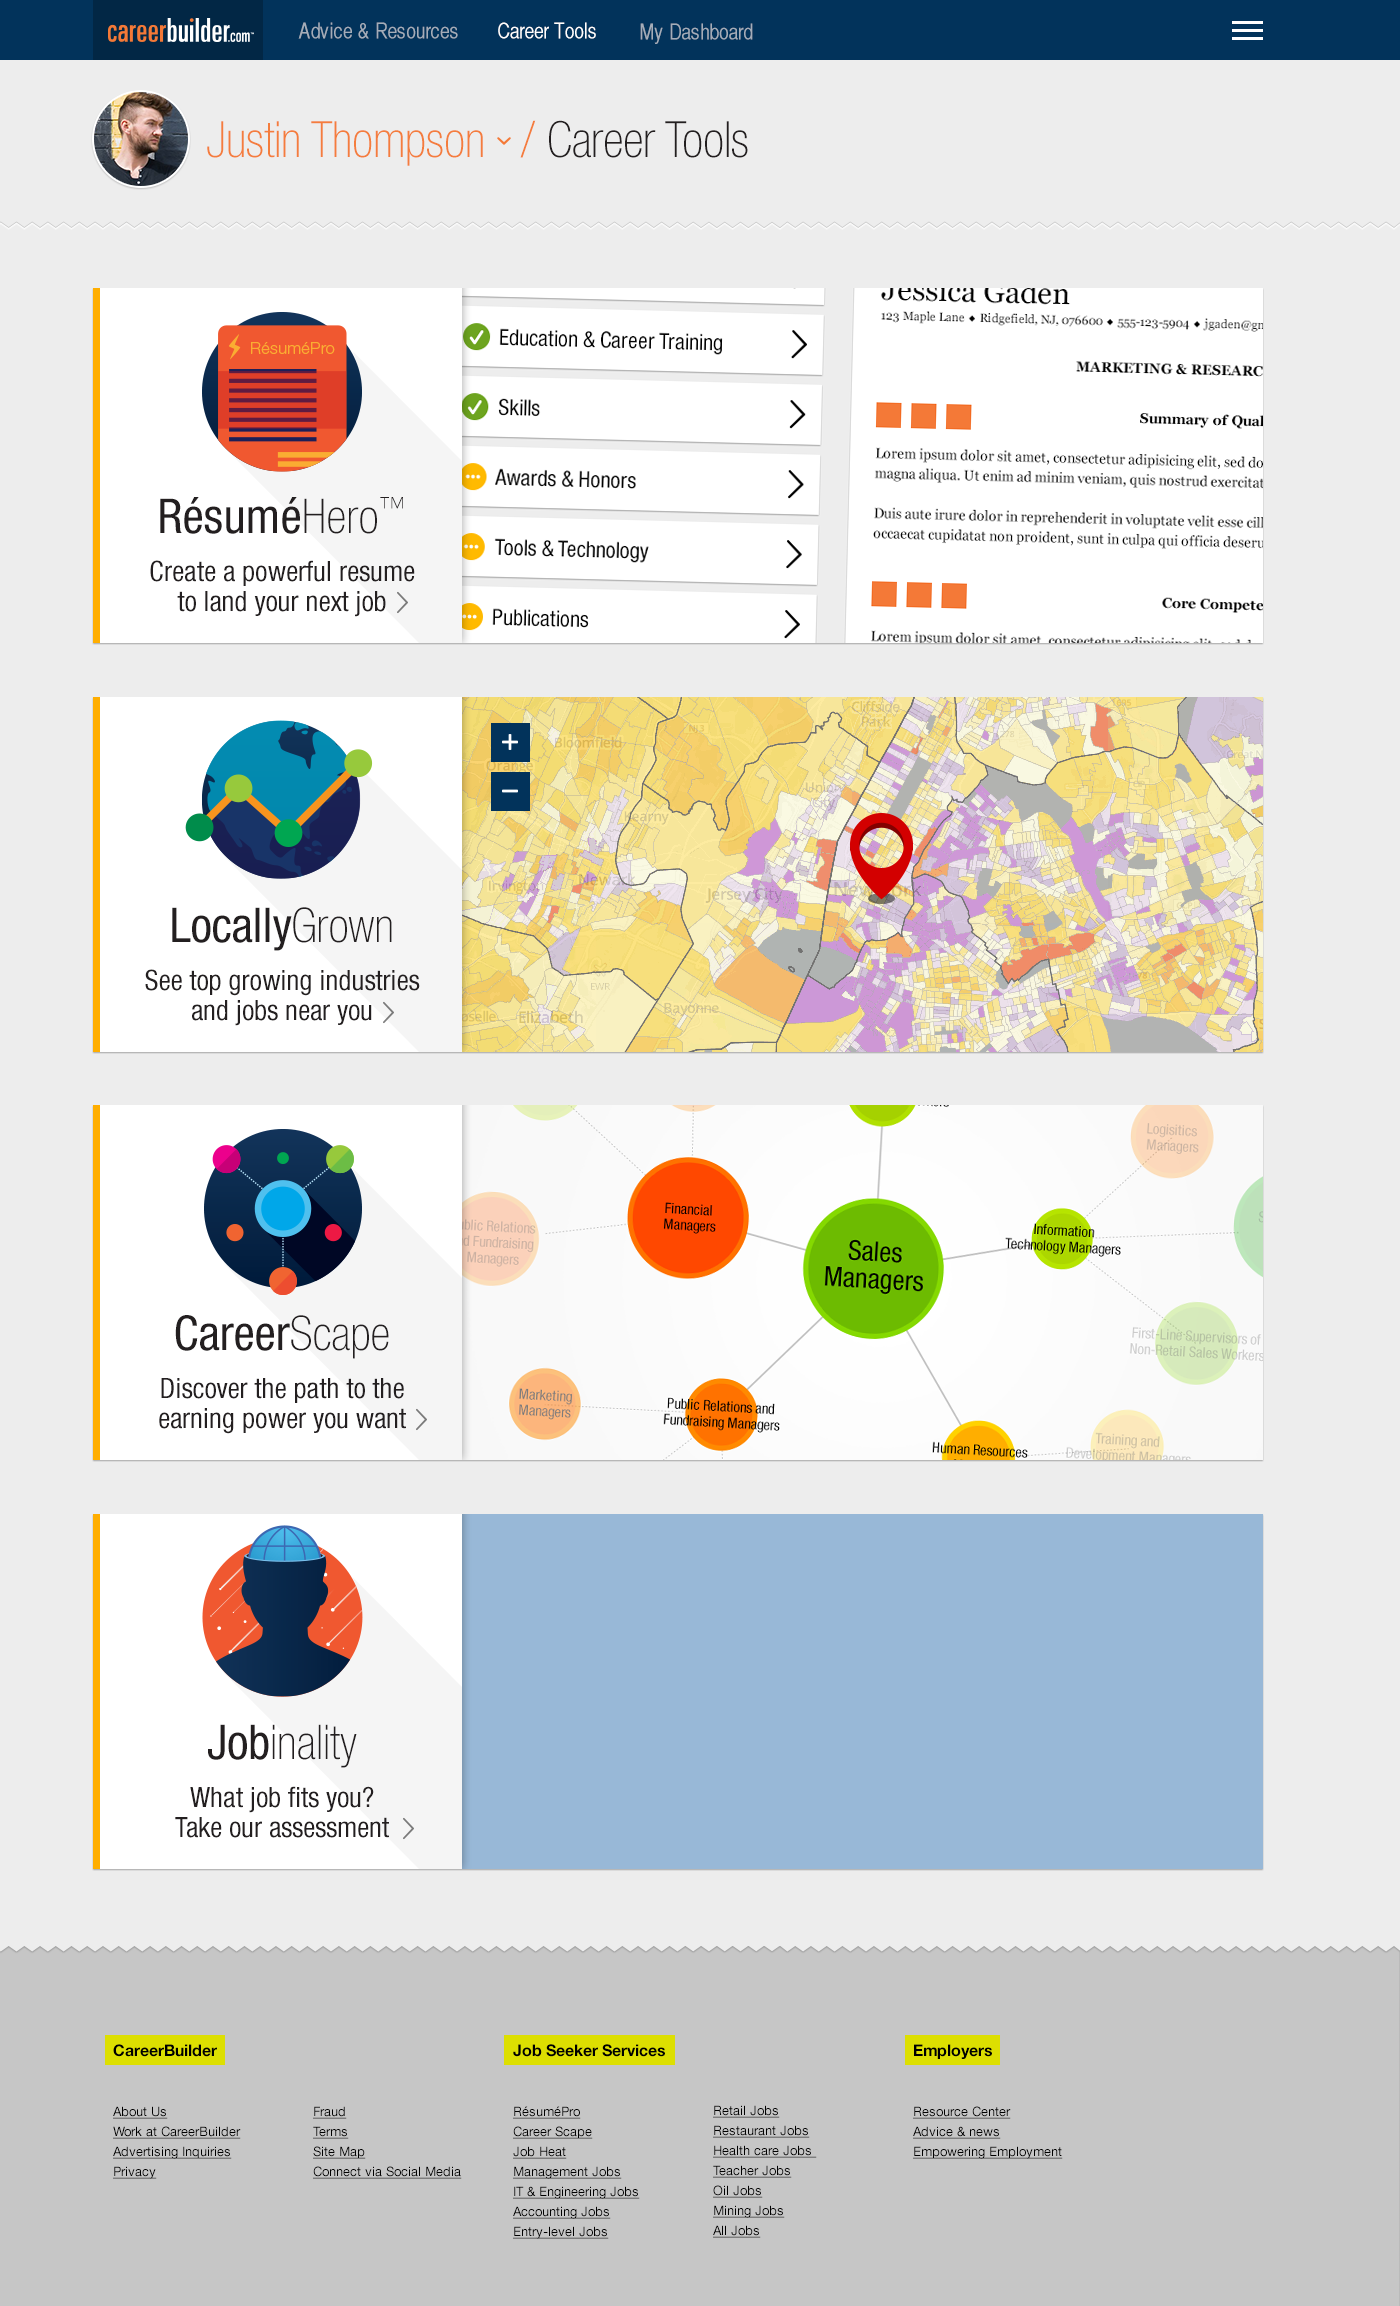 careerbuilder.com
Advice & Resources
Career Tools
My Dashboard
Justin Thompson / Career Tools
RésuméPro
RésuméHero™
Create a powerful resume
to land your next job
Education & Career Training
Skills
Awards & Honors
Tools & Technology
Publications
Jessica Gaden
123 Maple Lane ◆ Ridgefield, NJ, 076600 ◆ 555-123-5904 ◆ jgaden@gm
MARKETING & RESEARC
Summary of Qual
Lorem ipsum dolor sit amet, consectetur adipisicing elit, sed do
magna aliqua. Ut enim ad minim veniam, quis nostrud exercitat
Duis aute irure dolor in reprehenderit in voluptate velit esse cill
occaecat cupidatat non proident, sunt in culpa qui officia deseru
Core Compete
Lorem ipsum dolor sit amet, consectetur adipisicing elit, sed d
LocallyGrown
See top growing industries
and jobs near you
+
−
Cliffside
Park
Bloomfield
Orange
Union
City
Kearny
Irvington
Newark
Jersey City
New York
EWR
Bayonne
Elizabeth
CareerScape
Discover the path to the
earning power you want
Logisitics
Managers
Financial
Managers
Public Relations
d Fundraising
Managers
Sales
Managers
Information
Technology Managers
First-Line Supervisors of
Non-Retail Sales Workers
Marketing
Managers
Public Relations and
Fundraising Managers
Human Resources
Training and
Development Managers
Jobinality
What job fits you?
Take our assessment
CareerBuilder
About Us
Work at CareerBuilder
Advertising Inquiries
Privacy
Fraud
Terms
Site Map
Connect via Social Media
Job Seeker Services
RésuméPro
Career Scape
Job Heat
Management Jobs
IT & Engineering Jobs
Accounting Jobs
Entry-level Jobs
Retail Jobs
Restaurant Jobs
Health care Jobs
Teacher Jobs
Oil Jobs
Mining Jobs
All Jobs
Employers
Resource Center
Advice & news
Empowering Employment